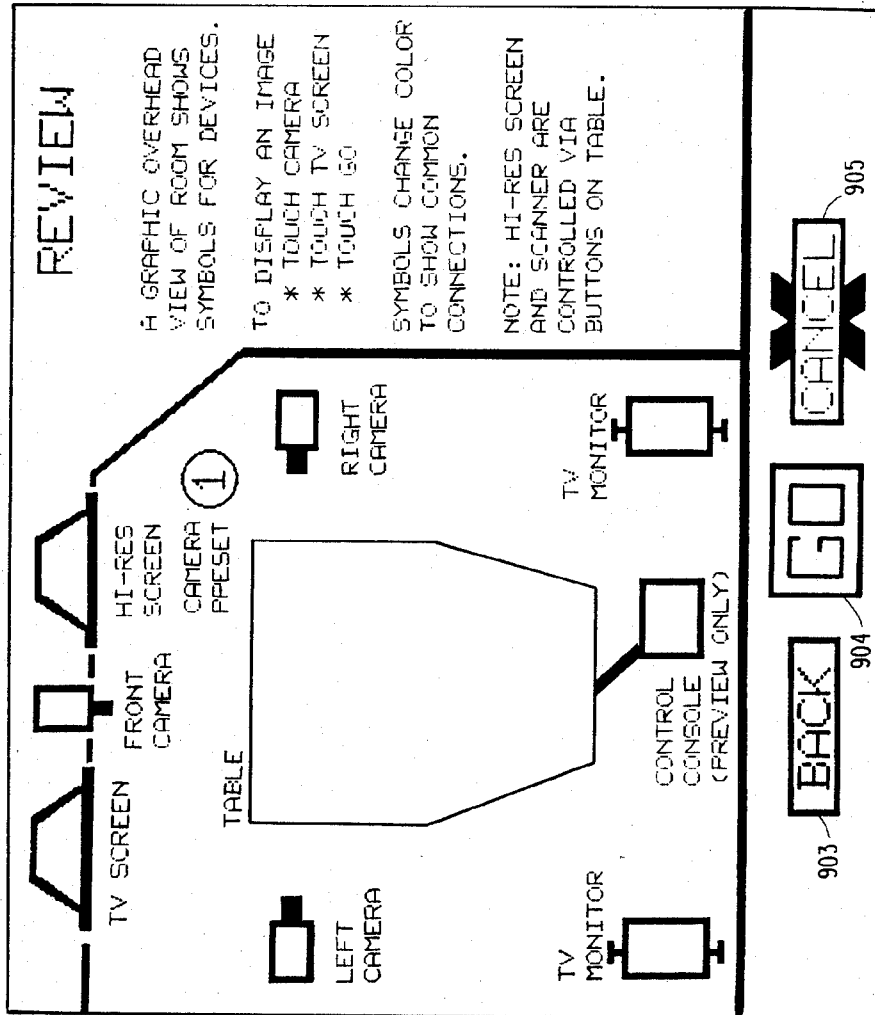 REVIEW
A GRAPHIC OVERHEAD
VIEW OF ROOM SHOWS
SYMBOLS FOR DEVICES.
TO DISPLAY AN IMAGE
* TOUCH CAMERA
* TOUCH TV SCREEN
* TOUCH GO
SYMBOLS CHANGE COLOR
TO SHOW COMMON
CONNECTIONS.
NOTE: HI-RES SCREEN
AND SCANNER ARE
CONTROLLED VIA
BUTTONS ON TABLE.
TV SCREEN
FRONT
CAMERA
HI-RES
SCREEN
CAMERA
PPESET
1
TABLE
LEFT
CAMERA
RIGHT
CAMERA
TV
MONITOR
CONTROL
CONSOLE
(PREVIEW ONLY)
TV
MONITOR
BACK
GO
CANCEL
903
904
905